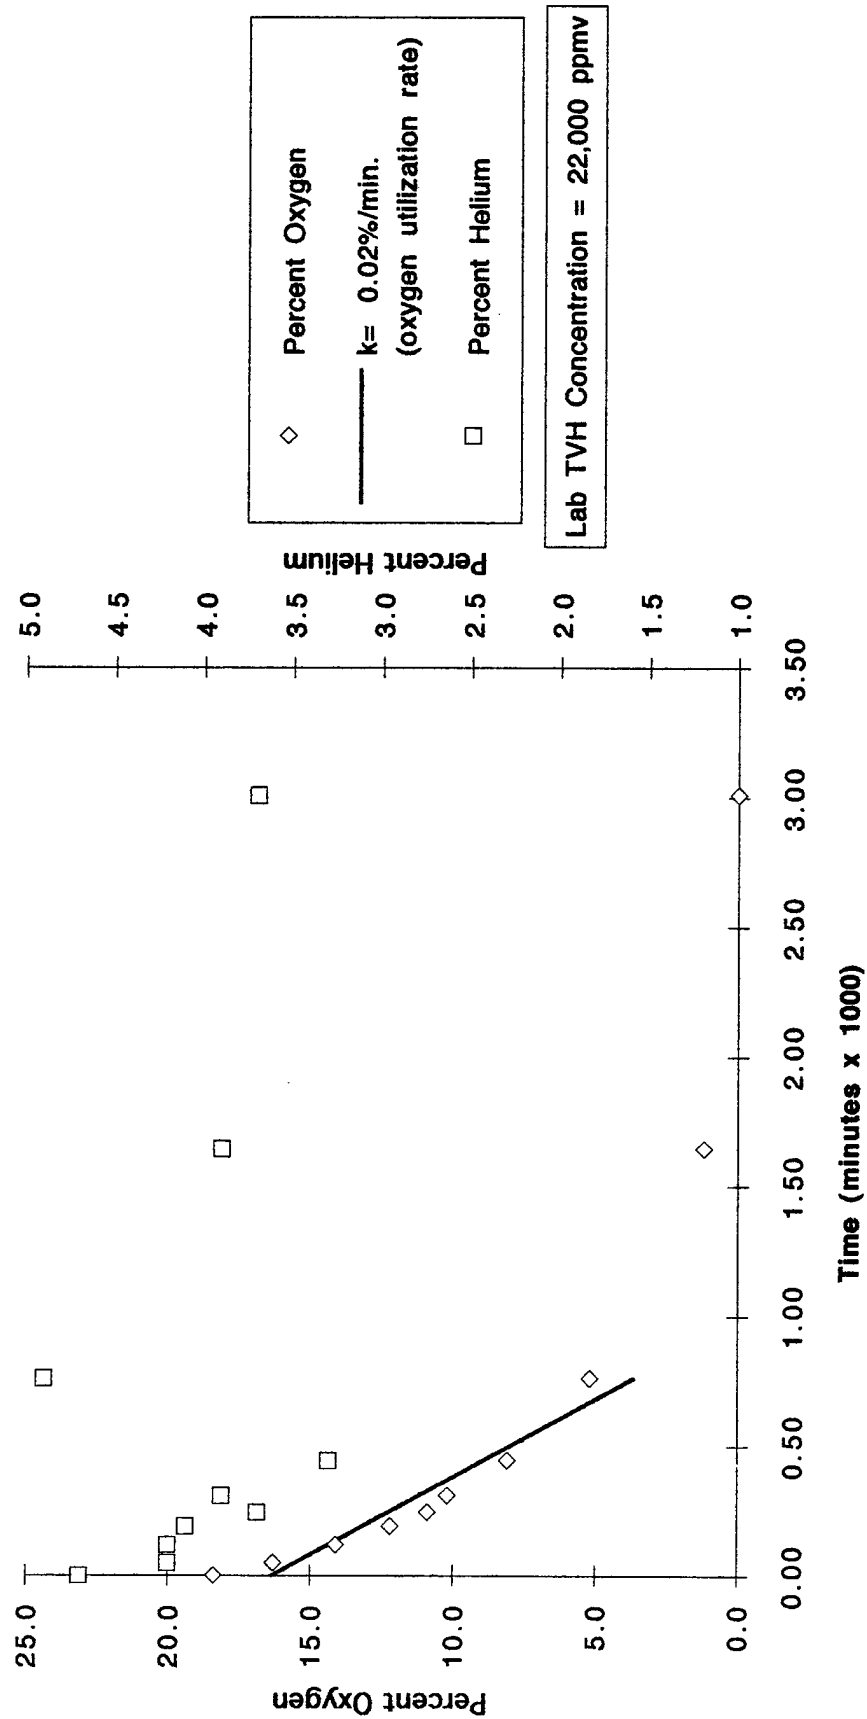 Percent Oxygen
25.0
20.0
15.0
10.0
5.0
0.0
0.00
0.50
1.00
1.50
2.00
2.50
3.00
3.50
Time (minutes x 1000)
5.0
4.5
4.0
3.5
3.0
2.5
2.0
1.5
1.0
Percent Helium
Percent Oxygen
k= 0.02%/min.
(oxygen utilization rate)
Percent Helium
Lab TVH Concentration = 22,000 ppmv